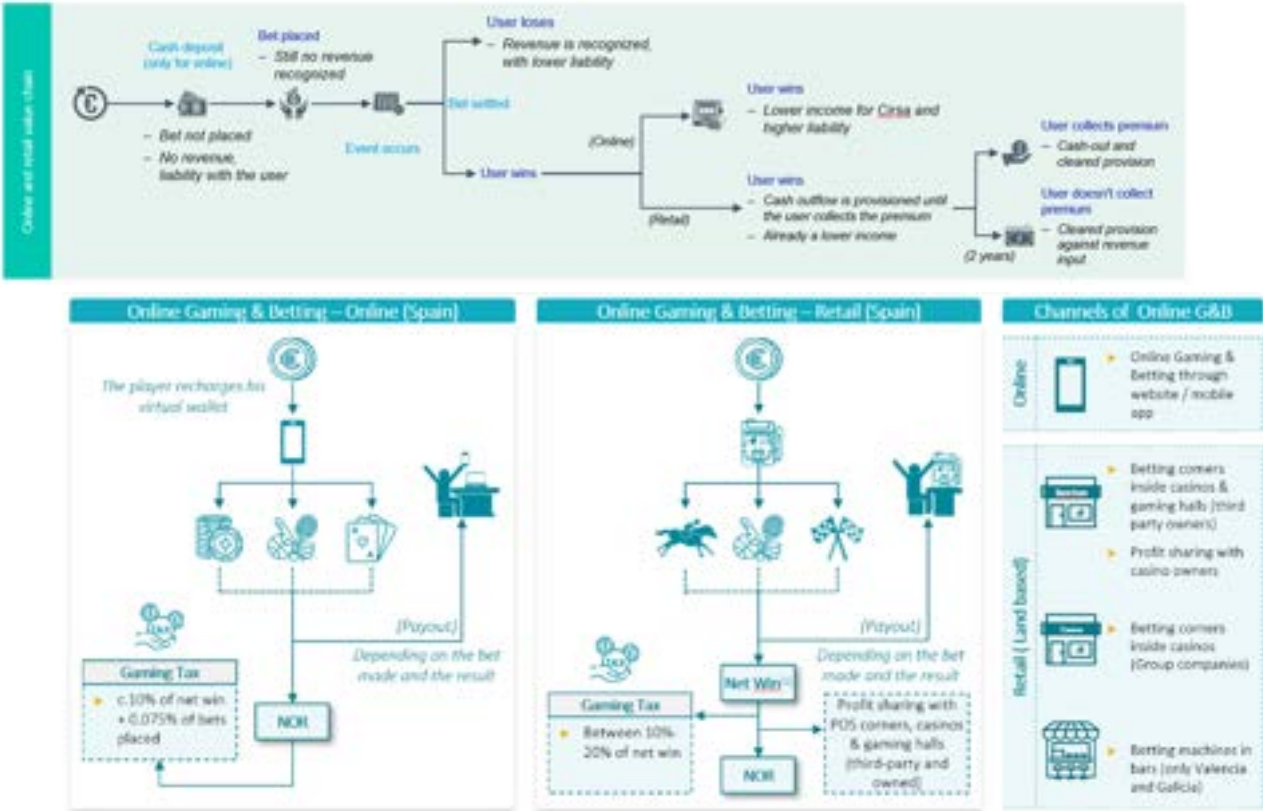 Online and retail value chain
Cash deposit
(only for online)
– Bet not placed
– No revenue,
liability with the user
Bet placed
– Still no revenue
recognized
Event occurs
Bet settled
User loses
– Revenue is recognized,
with lower liability
User wins
(Online)
User wins
– Lower income for Cirsa and
higher liability
(Retail)
User wins
– Cash outflow is provisioned until
the user collects the premium
– Already a lower income
User collects premium
– Cash-out and
cleared provision
User doesn't collect
premium
– Cleared provision
against revenue
input
(2 years)
Online Gaming & Betting – Online (Spain)
The player recharges his
virtual wallet
(Payout)
Depending on the bet
made and the result
TAX
Gaming Tax
c.10% of net win
+ 0.075% of bets
placed
NOR
Online Gaming & Betting – Retail (Spain)
(Payout)
Depending on the bet
made and the result
TAX
Net Win
Gaming Tax
Between 10%-
20% of net win
Profit sharing with
POS corners, casinos
& gaming halls
(third-party and
owned)
NOR
Channels of Online G&B
Online
Online Gaming &
Betting through
website / mobile
app
Retail (Land based)
Betting corners
inside casinos &
gaming halls (third
party owners)
Profit sharing with
casino owners
Betting corners
inside casinos
(Group companies)
Betting machines in
bars (only Valencia
and Galicia)